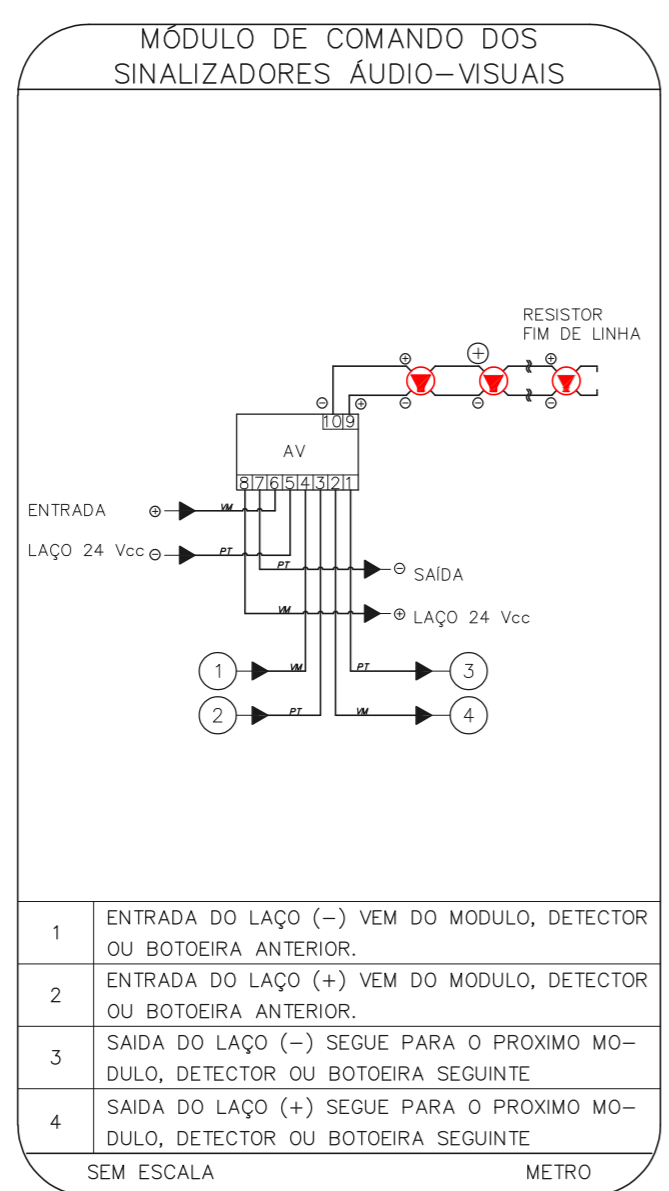 MÓDULO DE COMANDO DOS
SINALIZADORES ÁUDIO-VISUAIS
RESISTOR
FIM DE LINHA
⊕ ⊕ ⊕
⊖ ⊖ ⊖
⊖ ⊕
10 9
AV
8 7 6 5 4 3 2 1
ENTRADA ⊕ VM
LAÇO 24 Vcc ⊖ PT
PT ⊖ SAÍDA
VM ⊕ LAÇO 24 Vcc
1 VM PT 3
2 PT VM 4
1 ENTRADA DO LAÇO (-) VEM DO MODULO, DETECTOR
OU BOTOEIRA ANTERIOR.
2 ENTRADA DO LAÇO (+) VEM DO MODULO, DETECTOR
OU BOTOEIRA ANTERIOR.
3 SAIDA DO LAÇO (-) SEGUE PARA O PROXIMO MO-
DULO, DETECTOR OU BOTOEIRA SEGUINTE
4 SAIDA DO LAÇO (+) SEGUE PARA O PROXIMO MO-
DULO, DETECTOR OU BOTOEIRA SEGUINTE
SEM ESCALA METRO